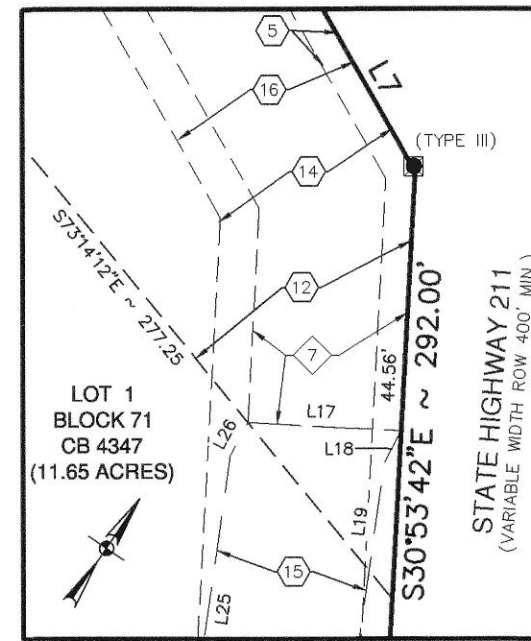 5
L7
16
(TYPE III)
14
S73°14'12"E ~ 277.25
12
7
44.56'
S30°53'42"E ~ 292.00'
STATE HIGHWAY 211
(VARIABLE WIDTH ROW 400' MIN.)
LOT 1
BLOCK 71
CB 4347
(11.65 ACRES)
L17
L26
L18
L19
15
L25